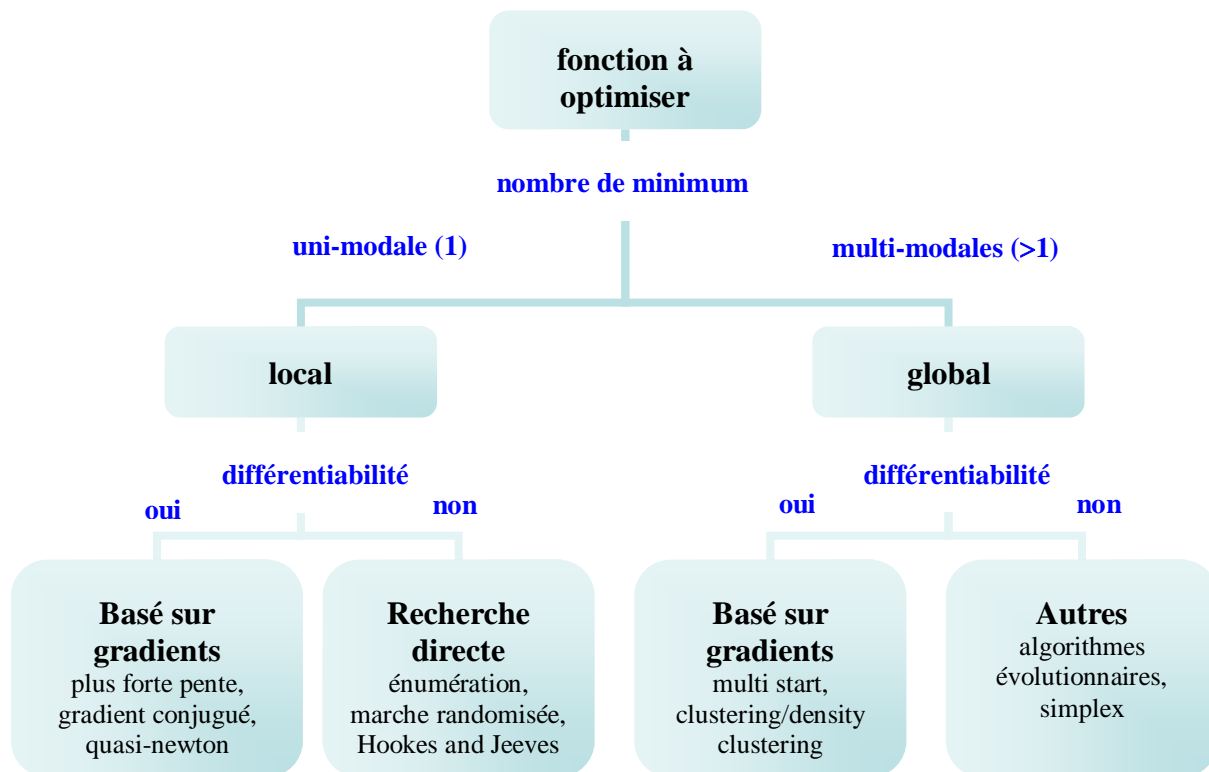 fonction à
optimiser
nombre de minimum
uni-modale (1)
multi-modales (>1)
local
global
différentiabilité
oui
non
différentiabilité
oui
non
Basé sur
gradients
plus forte pente,
gradient conjugué,
quasi-newton
Recherche
directe
énumération,
marche randomisée,
Hookes and Jeeves
Basé sur
gradients
multi start,
clustering/density
clustering
Autres
algorithmes
évolutionnaires,
simplex